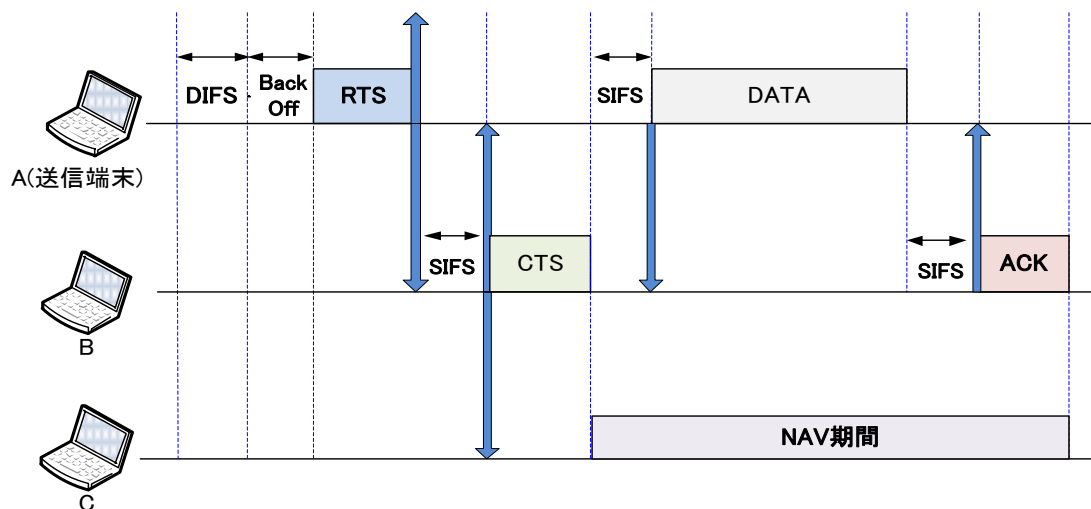 DIFS
Back
Off
RTS
SIFS
DATA
A(送信端末)
SIFS
CTS
SIFS
ACK
B
NAV期間
C